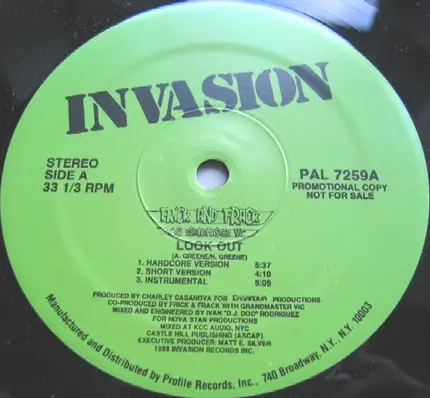 INVASION
STEREO
SIDE A
33 1/3 RPM
PAL 7259A
PROMOTIONAL COPY
NOT FOR SALE
FRICK AND FRACK
LOOK OUT
(A. GREENE/N. GREENE)
1. HARDCORE VERSION 5:37
2. SHORT VERSION 4:10
3. INSTRUMENTAL 5:05
PRODUCED BY CHARLEY CASANOVA FOR CASANOVA PRODUCTIONS
CO-PRODUCED BY FRICK & FRACK WITH GRANDMASTER VIC
MIXED AND ENGINEERED BY IVAN "D.J. DOC" RODRIGUEZ
FOR NOVA STAR PRODUCTIONS
MIXED AT KCC AUDIO, NYC
CASTLE HILL PUBLISHING (ASCAP)
EXECUTIVE PRODUCER: MATT E. SILVER
1989 INVASION RECORDS INC.
Manufactured and Distributed by Profile Records, Inc., 740 Broadway, N.Y., N.Y. 10003